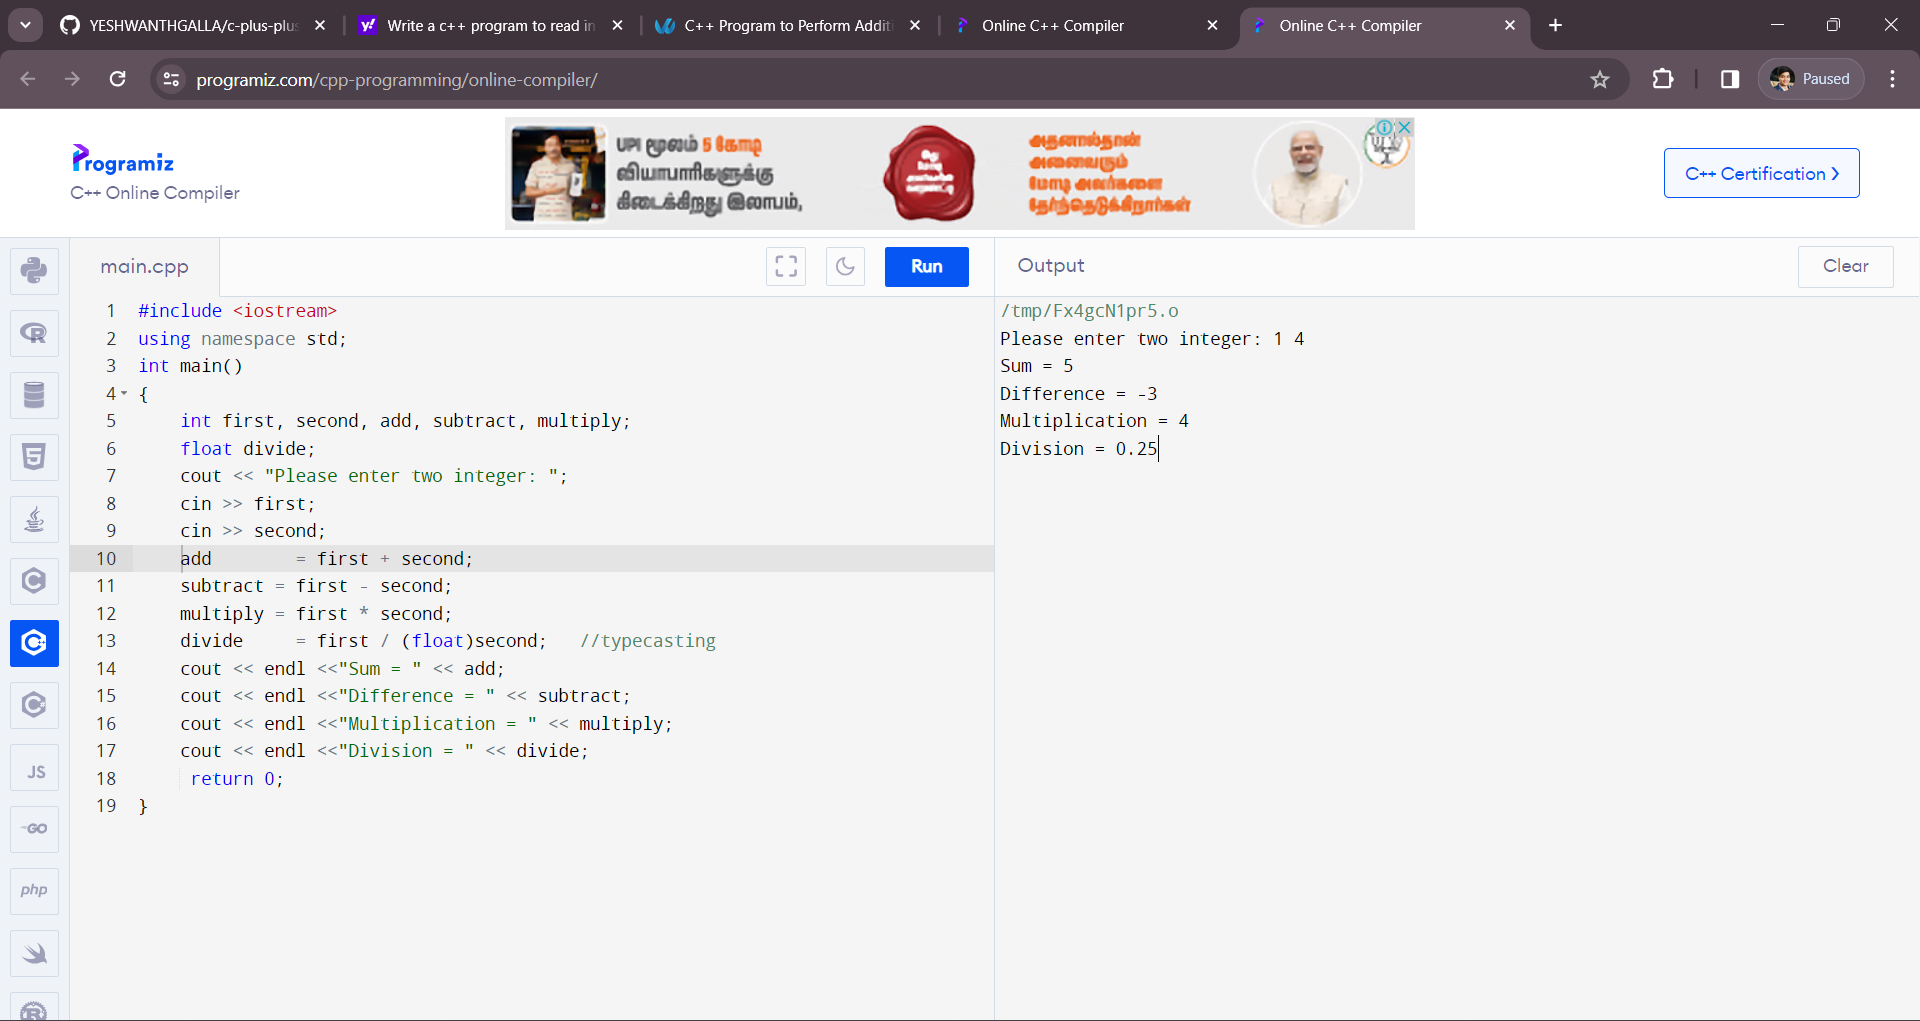 YESHWANTHGALLA/c-plus-plus
Write a c++ program to read in
C++ Program to Perform Additi
Online C++ Compiler
Online C++ Compiler
programiz.com/cpp-programming/online-compiler/
Paused
Programiz
C++ Online Compiler
UPI மூலம் 5 கோடி
வியாபாரிகளுக்கு
கிடைக்கிறது இலாபம்,
அதனால்தான்
அனைவரும்
மோடி அவர்களை
தேர்ந்தெடுக்கிறார்கள்
C++ Certification >
main.cpp
Run
Output
Clear
1 #include <iostream>
2 using namespace std;
3 int main()
4 {
5 int first, second, add, subtract, multiply;
6 float divide;
7 cout << "Please enter two integer: ";
8 cin >> first;
9 cin >> second;
10 add = first + second;
11 subtract = first - second;
12 multiply = first * second;
13 divide = first / (float)second; //typecasting
14 cout << endl <<"Sum = " << add;
15 cout << endl <<"Difference = " << subtract;
16 cout << endl <<"Multiplication = " << multiply;
17 cout << endl <<"Division = " << divide;
18 return 0;
19 }
/tmp/Fx4gcN1pr5.o
Please enter two integer: 1 4
Sum = 5
Difference = -3
Multiplication = 4
Division = 0.25
JS
GO
php